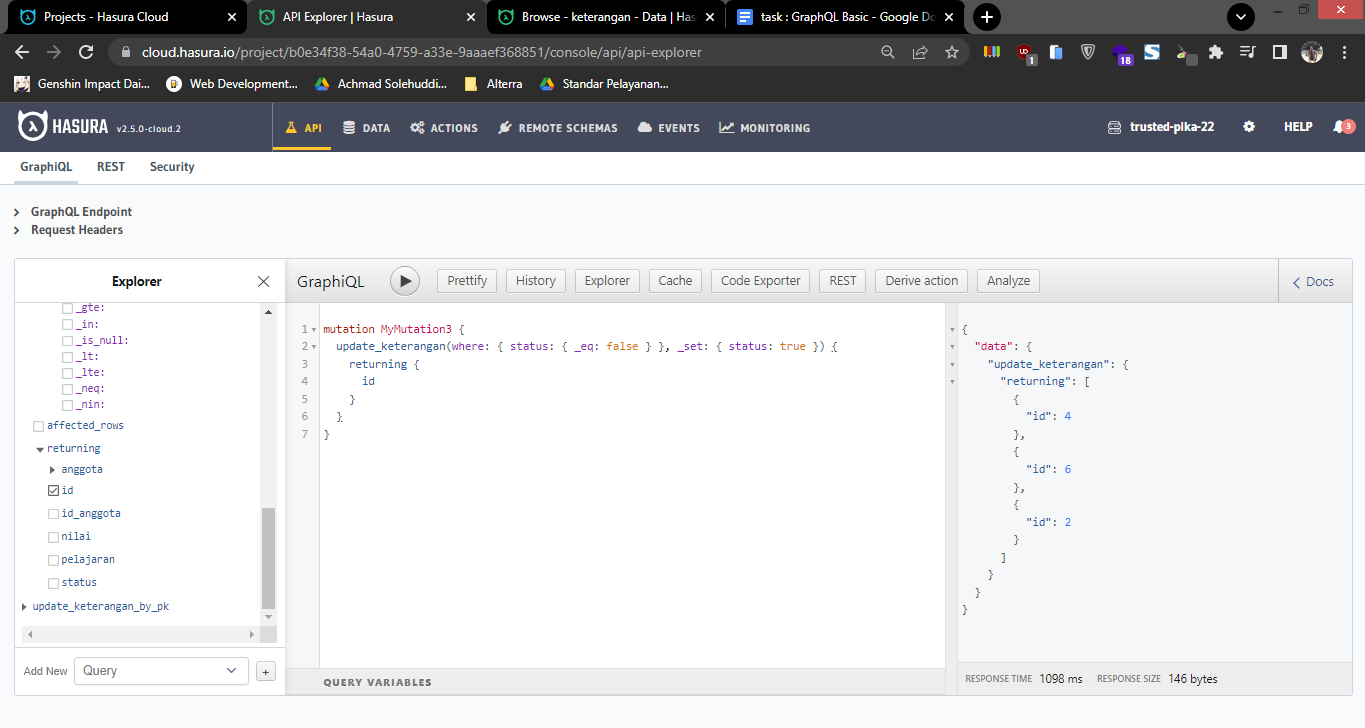 Projects - Hasura Cloud
API Explorer | Hasura
Browse - keterangan - Data | Has
task : GraphQL Basic - Google Do
cloud.hasura.io/project/b0e34f38-54a0-4759-a33e-9aaaef368851/console/api/api-explorer
1
18
Genshin Impact Dai...
Web Development...
Achmad Solehuddi...
Alterra
Standar Pelayanan...
HASURA v2.5.0-cloud.2
API
DATA
ACTIONS
REMOTE SCHEMAS
EVENTS
MONITORING
trusted-pika-22
HELP
3
GraphiQL
REST
Security
GraphQL Endpoint
Request Headers
Explorer
_gte:
_in:
_is_null:
_lt:
_lte:
_neq:
_nin:
affected_rows
returning
anggota
id
id_anggota
nilai
pelajaran
status
update_keterangan_by_pk
Add New Query +
GraphiQL
Prettify
History
Explorer
Cache
Code Exporter
REST
Derive action
Analyze
Docs
1 mutation MyMutation3 {
2 update_keterangan(where: { status: { _eq: false } }, _set: { status: true }) {
3 returning {
4 id
5 }
6 }
7 }
QUERY VARIABLES
{
"data": {
"update_keterangan": {
"returning": [
{
"id": 4
},
{
"id": 6
},
{
"id": 2
}
]
}
}
}
RESPONSE TIME 1098 ms RESPONSE SIZE 146 bytes